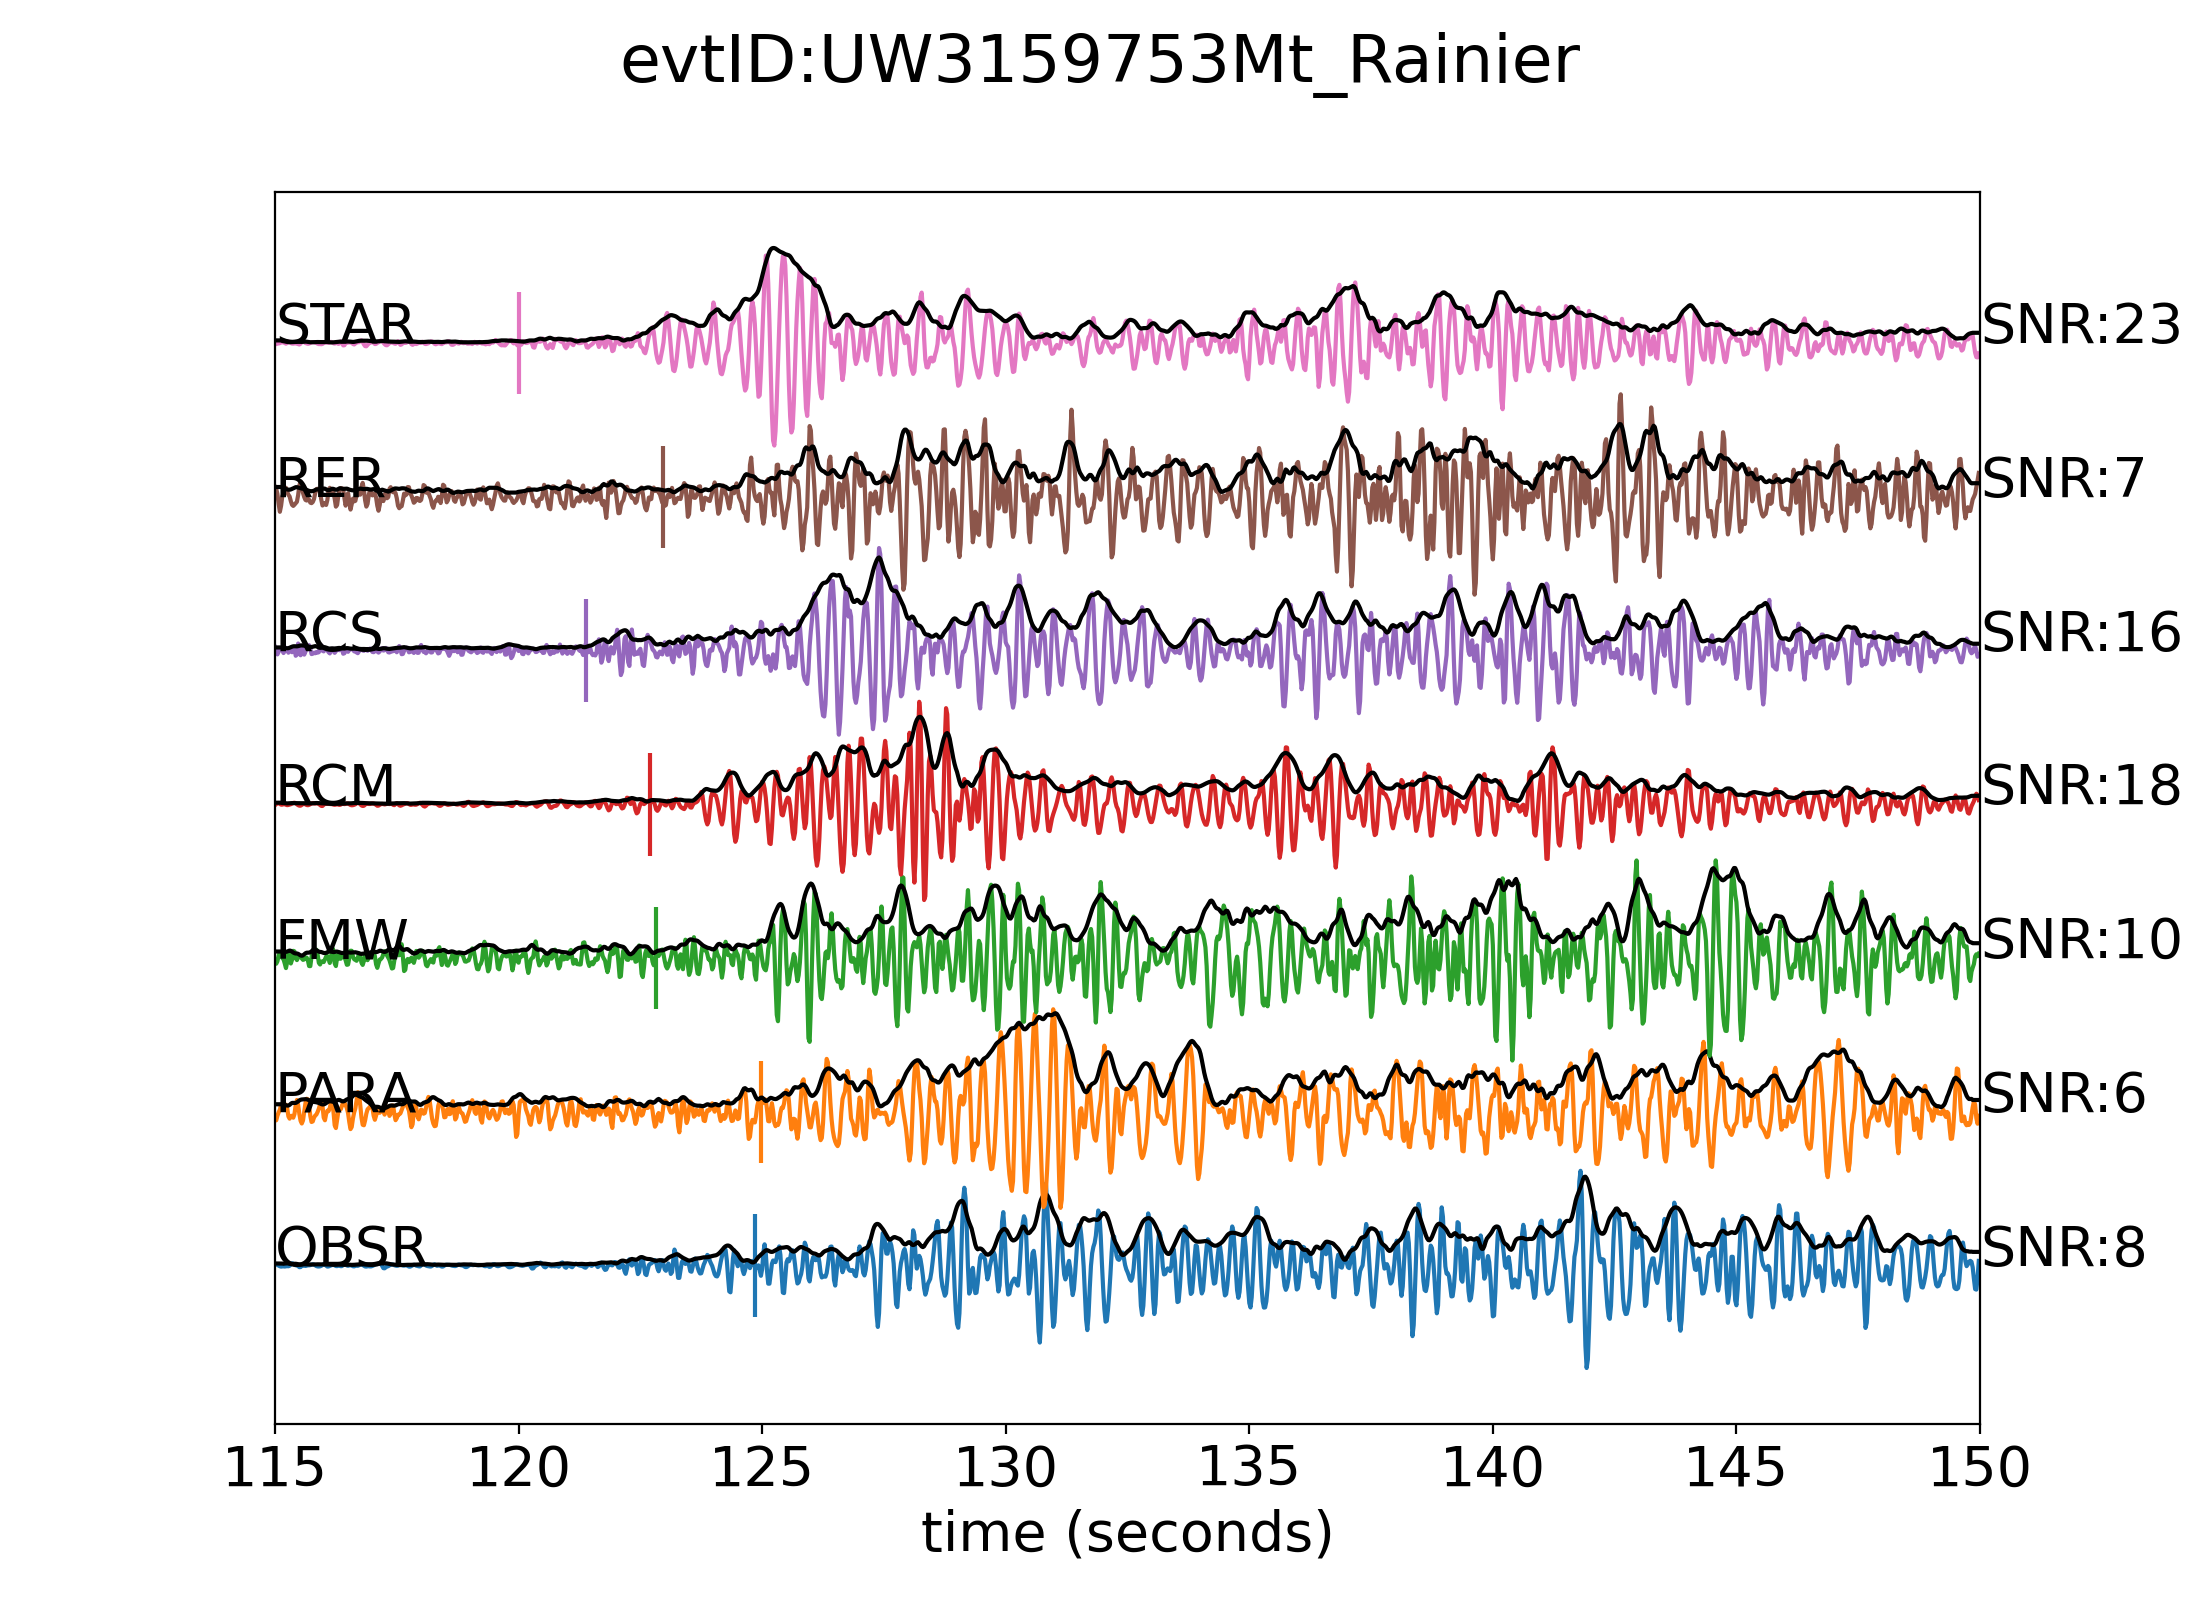 evtID:UW3159753Mt_Rainier
STAR SNR:23
RER SNR:7
RCS SNR:16
RCM SNR:18
FMW SNR:10
PARA SNR:6
OBSR SNR:8
115 120 125 130 135 140 145 150
time (seconds)